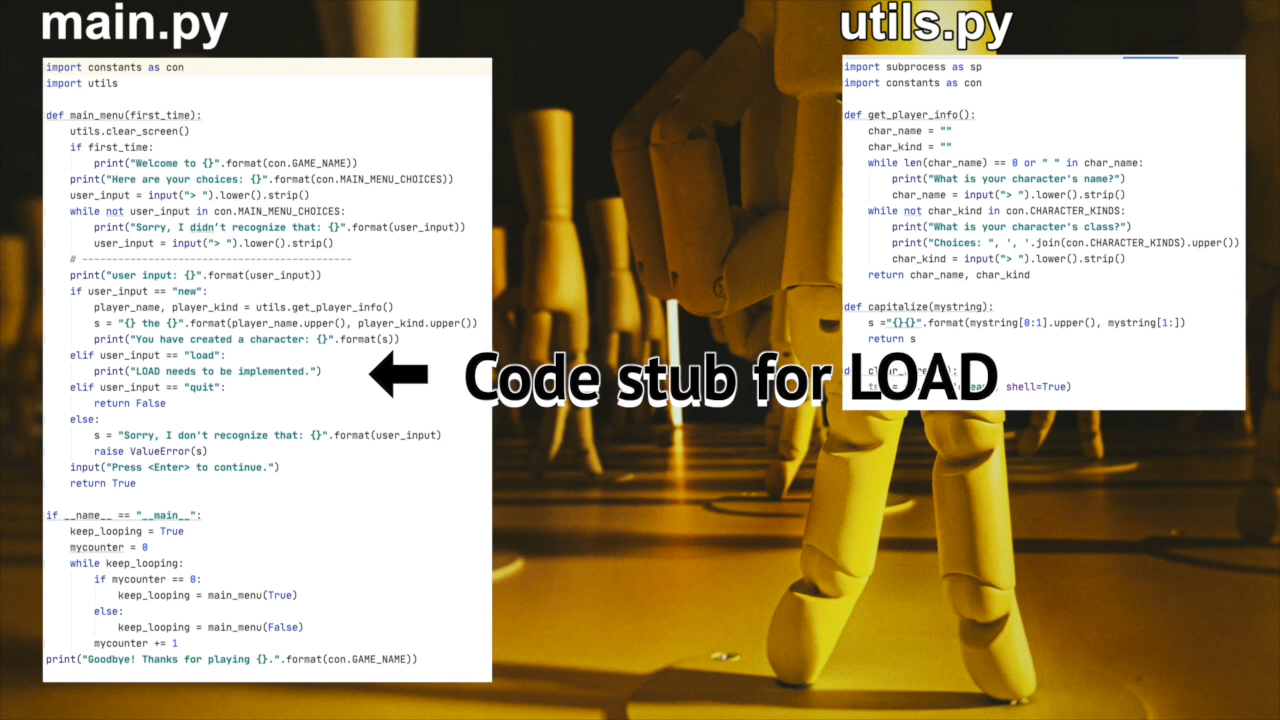 main.py
import constants as con
import utils
def main_menu(first_time):
utils.clear_screen()
if first_time:
print("Welcome to {}".format(con.GAME_NAME))
print("Here are your choices: {}".format(con.MAIN_MENU_CHOICES))
user_input = input("> ").lower().strip()
while not user_input in con.MAIN_MENU_CHOICES:
print("Sorry, I didn't recognize that: {}".format(user_input))
user_input = input("> ").lower().strip()
# ---------------------------------------------
print("user input: {}".format(user_input))
if user_input == "new":
player_name, player_kind = utils.get_player_info()
s = "{} the {}".format(player_name.upper(), player_kind.upper())
print("You have created a character: {}".format(s))
elif user_input == "load":
print("LOAD needs to be implemented.")
elif user_input == "quit":
return False
else:
s = "Sorry, I don't recognize that: {}".format(user_input)
raise ValueError(s)
input("Press <Enter> to continue.")
return True
if __name__ == "__main__":
keep_looping = True
mycounter = 0
while keep_looping:
if mycounter == 0:
keep_looping = main_menu(True)
else:
keep_looping = main_menu(False)
mycounter += 1
print("Goodbye! Thanks for playing {}.".format(con.GAME_NAME))
Code stub for LOAD
utils.py
import subprocess as sp
import constants as con
def get_player_info():
char_name = ""
char_kind = ""
while len(char_name) == 0 or " " in char_name:
print("What is your character's name?")
char_name = input("> ").lower().strip()
while not char_kind in con.CHARACTER_KINDS:
print("What is your character's class?")
print("Choices: ", ', '.join(con.CHARACTER_KINDS).upper())
char_kind = input("> ").lower().strip()
return char_name, char_kind
def capitalize(mystring):
s ="{}{}".format(mystring[0:1].upper(), mystring[1:])
return s
def
shell=True)